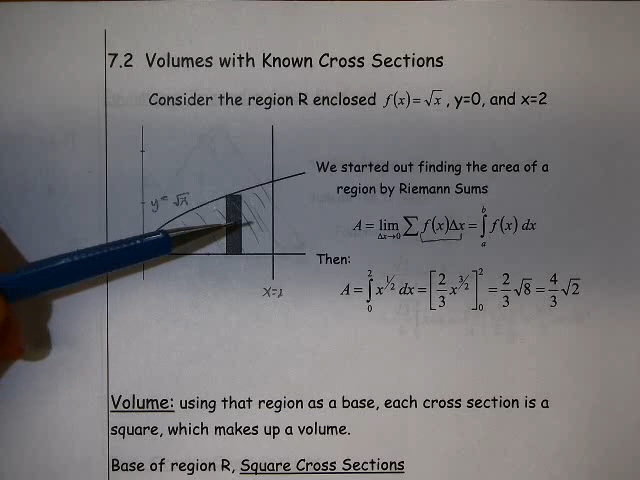 7.2 Volumes with Known Cross Sections
Consider the region R enclosed f(x) = √x , y=0, and x=2
We started out finding the area of a
region by Riemann Sums
y = √x
A = lim Δx→0 ∑ f(x)Δx = ∫ₐᵇ f(x) dx
Then:
A = ∫₀² x^½ dx = [2/3 x^3/2]₀² = 2/3 √8 = 4/3 √2
x=2
Volume: using that region as a base, each cross section is a
square, which makes up a volume.
Base of region R, Square Cross Sections